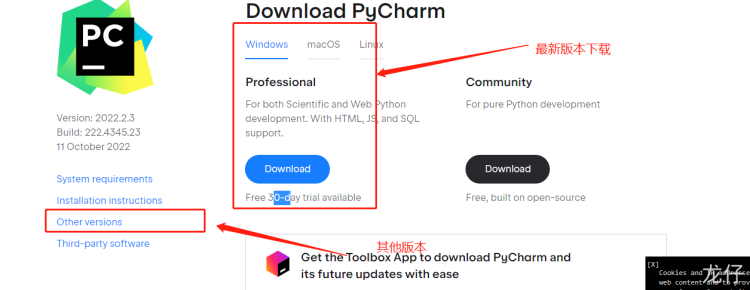 Download PyCharm
PC
Windows macOS Linux
最新版本下载
Professional
For both Scientific and Web Python
development. With HTML, JS, and SQL
support.
Download
Free 30-day trial available
Community
For pure Python development
Download
Free, built on open-source
Version: 2022.2.3
Build: 222.4345.23
11 October 2022
System requirements
Installation instructions
Other versions
Third-party software
其他版本
Get the Toolbox App to download PyCharm and
its future updates with ease
[X]
Cookies and
web content and to prov
龙仔